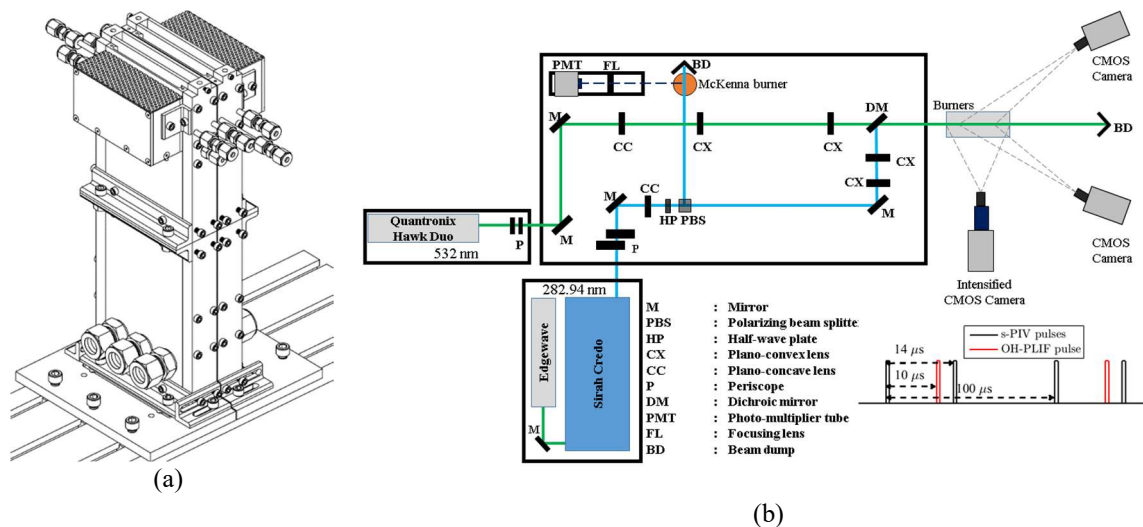 PMT
FL
BD
McKenna burner
M
CC
CX
CX
DM
Burners
BD
CMOS
Camera
CX
CX
CC
M
HP PBS
M
P
Quantronix
Hawk Duo
P
M
532 nm
CMOS
Camera
Intensified
CMOS Camera
282.94 nm
Edgewave
Sirah Credo
M
M : Mirror
PBS : Polarizing beam splitte
HP : Half-wave plate
CX : Plano-convex lens
CC : Plano-concave lens
P : Periscope
DM : Dichroic mirror
PMT : Photo-multiplier tube
FL : Focusing lens
BD : Beam dump
s-PIV pulses
OH-PLIF pulse
14 μs
10 μs
100 μs
(a)
(b)